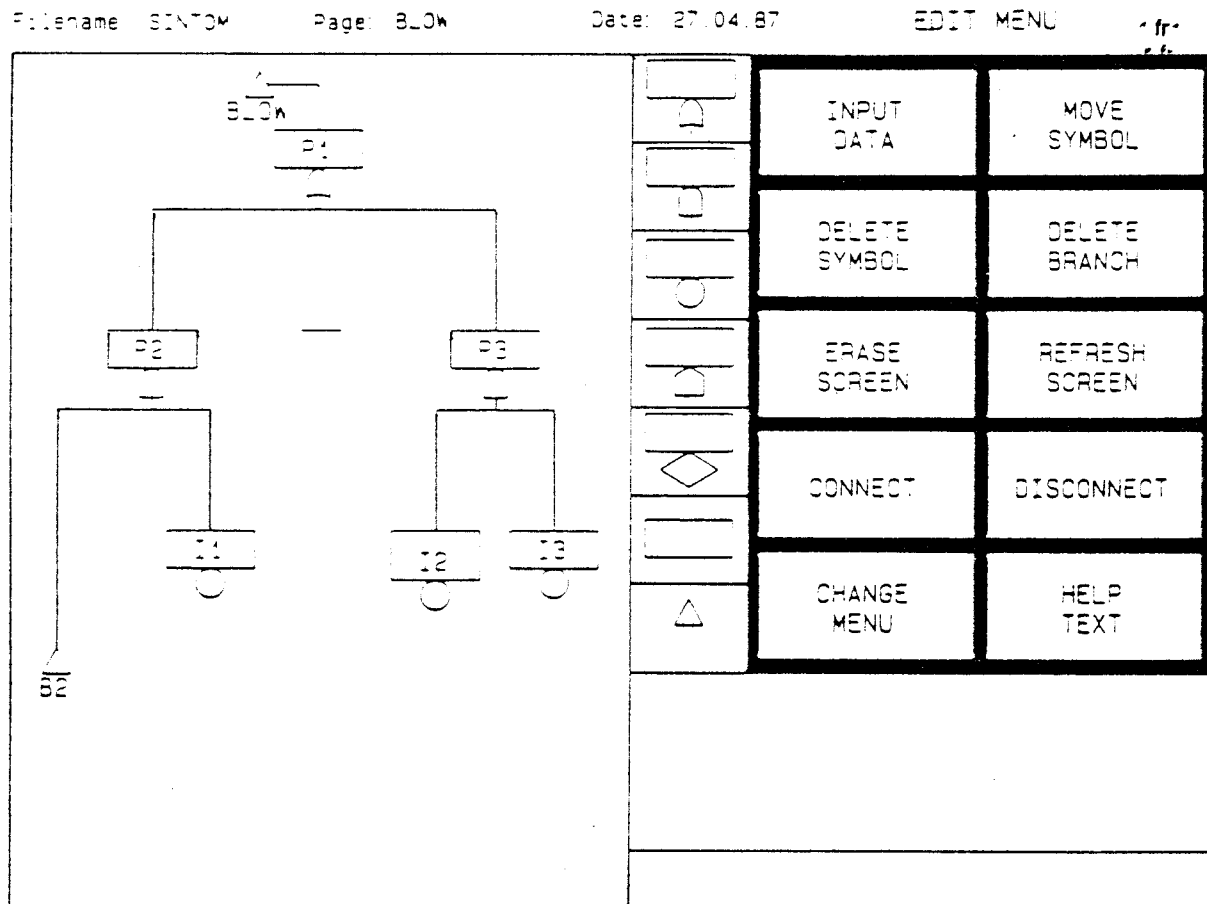 Filename SINTOM Page: BLOW Date: 27.04.87 EDIT MENU
BLOW
P1
P2
P3
I1
I2
I3
B2
INPUT
DATA
MOVE
SYMBOL
DELETE
SYMBOL
DELETE
BRANCH
ERASE
SCREEN
REFRESH
SCREEN
CONNECT
DISCONNECT
CHANGE
MENU
HELP
TEXT